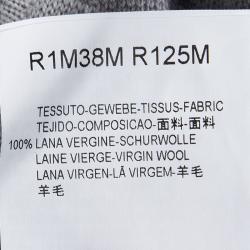 R1M38M R125M
TESSUTO-GEWEBE-TISSUS-FABRIC
TEJIDO-COMPOSICAO-面料-面料
100% LANA VERGINE-SCHURWOLLE
LAINE VIERGE-VIRGIN WOOL
LANA VIRGEN-LÃ VIRGEM-羊毛
羊毛